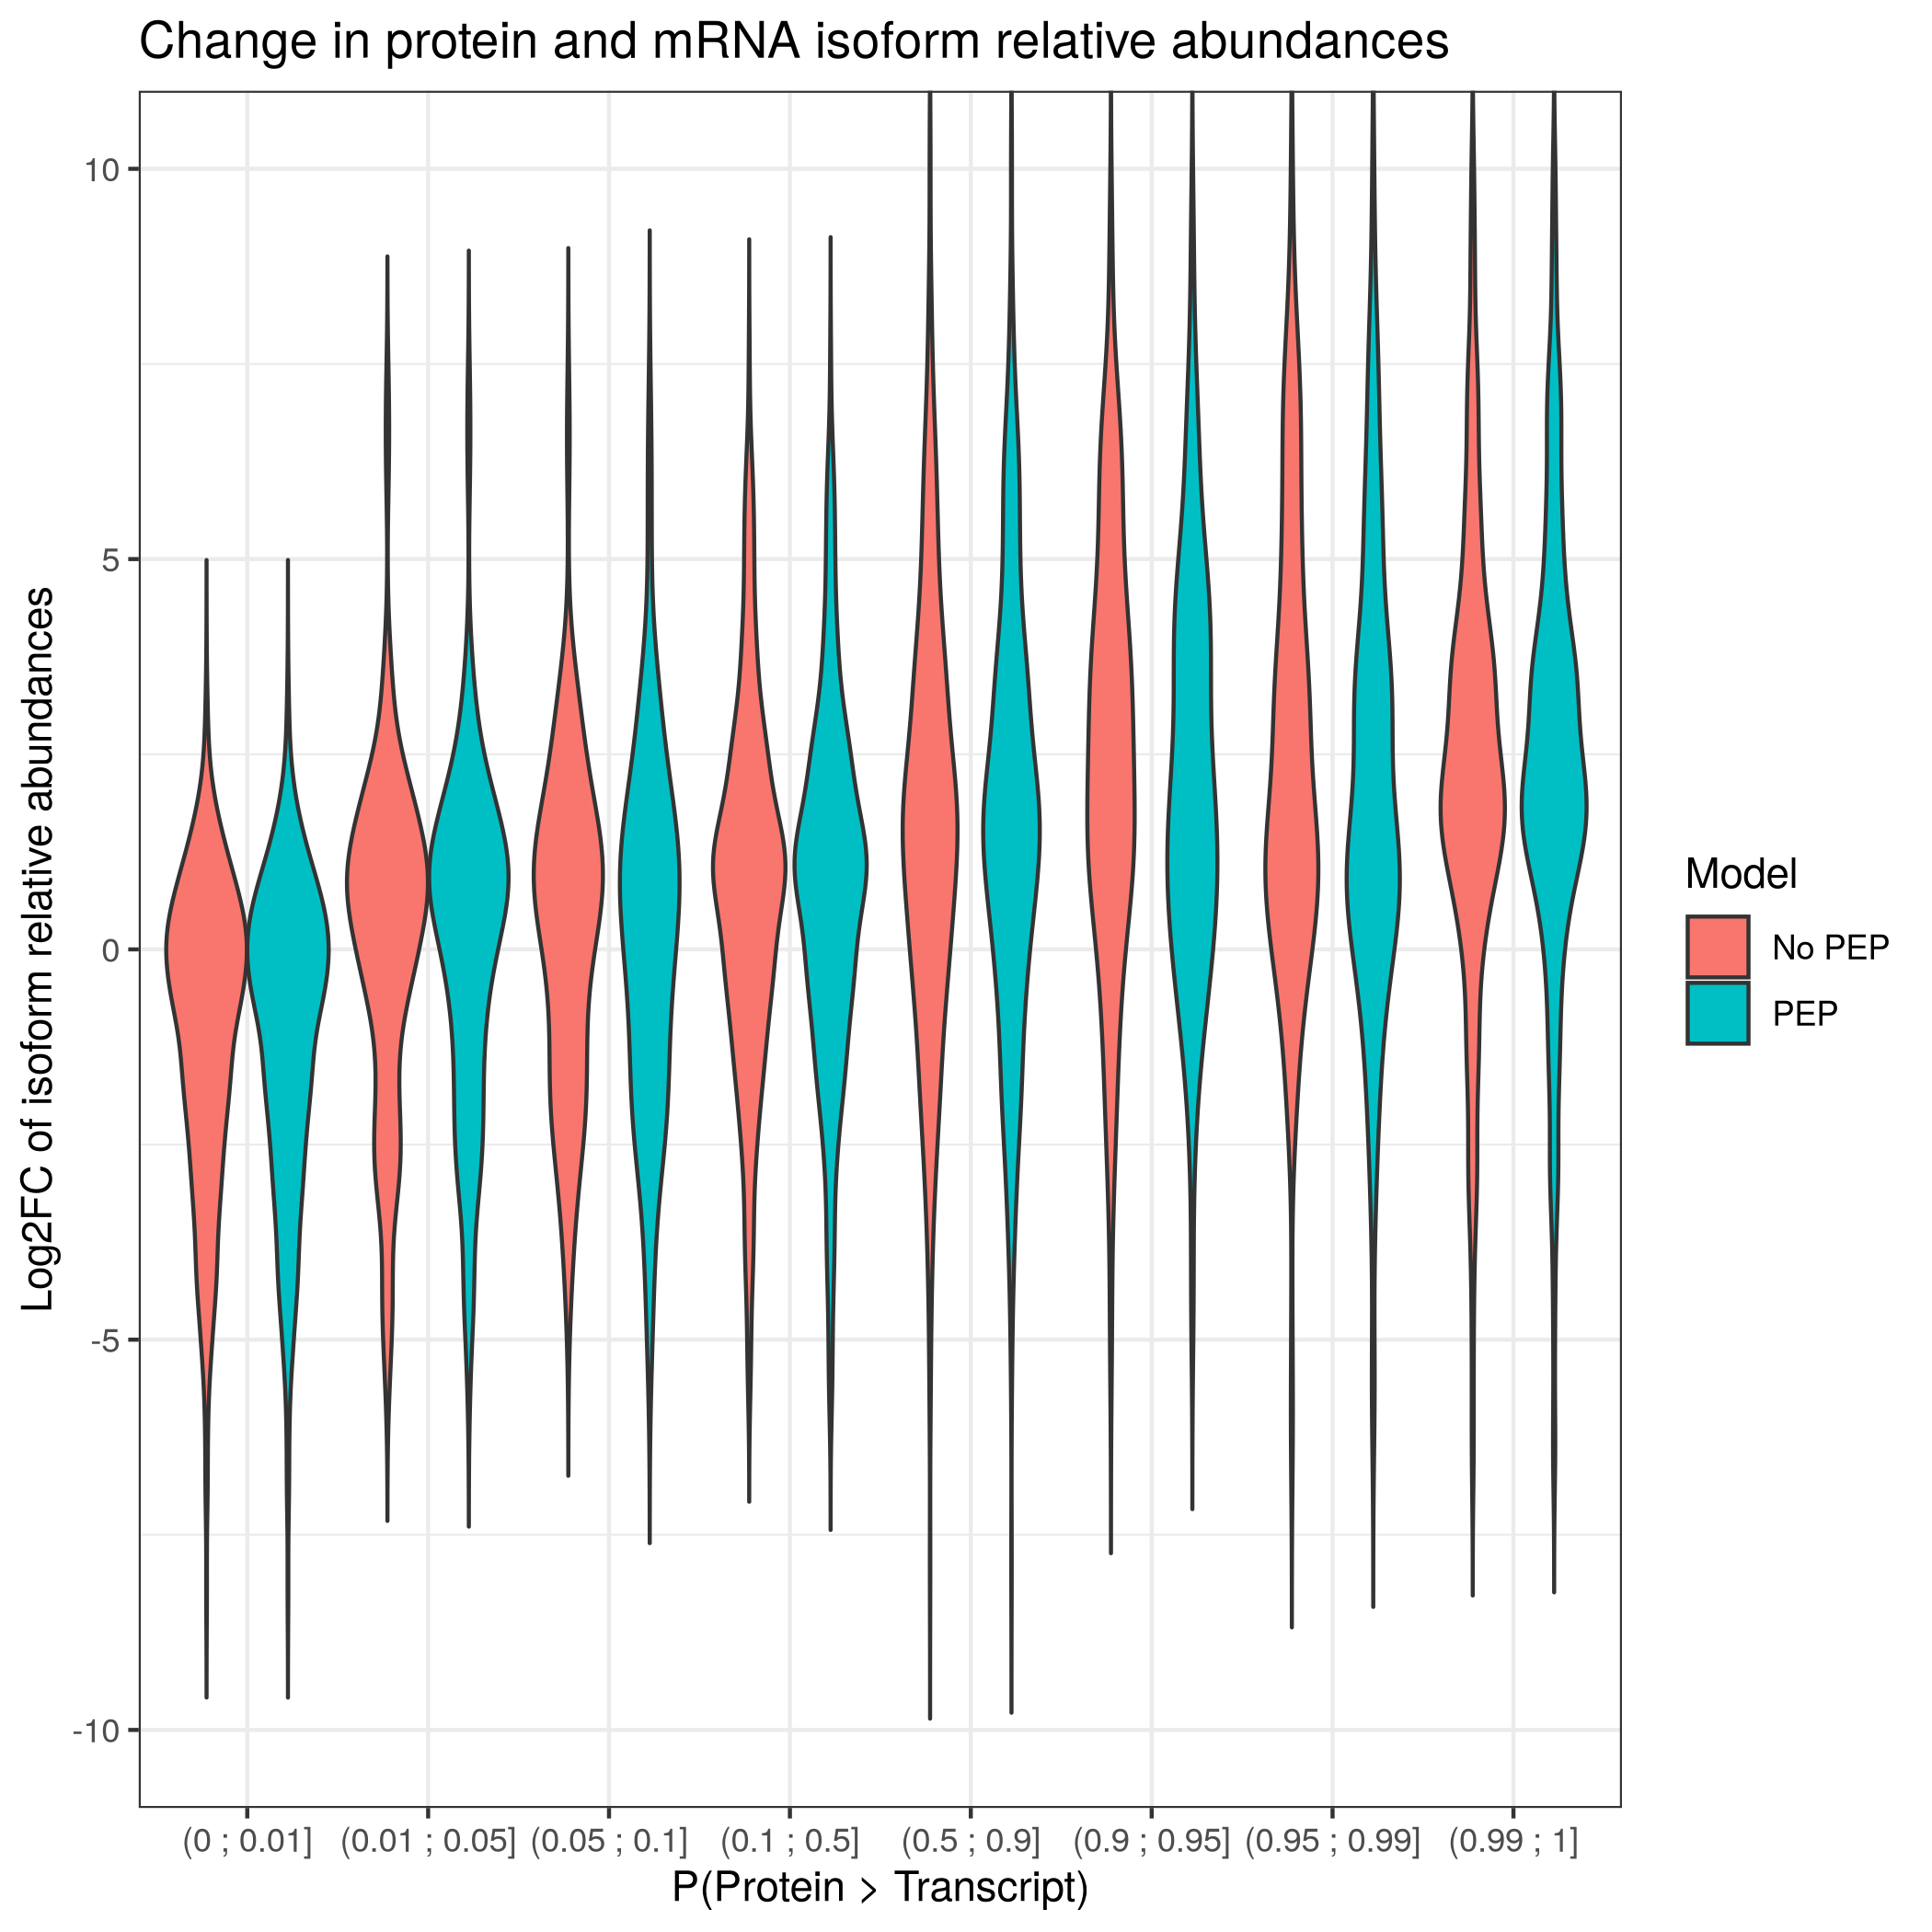 Change in protein and mRNA isoform relative abundances
Log2FC of isoform relative abundances
10
5
0
-5
-10
(0 ; 0.01] (0.01 ; 0.05] (0.05 ; 0.1] (0.1 ; 0.5] (0.5 ; 0.9] (0.9 ; 0.95] (0.95 ; 0.99] (0.99 ; 1]
P(Protein > Transcript)
Model
No PEP
PEP